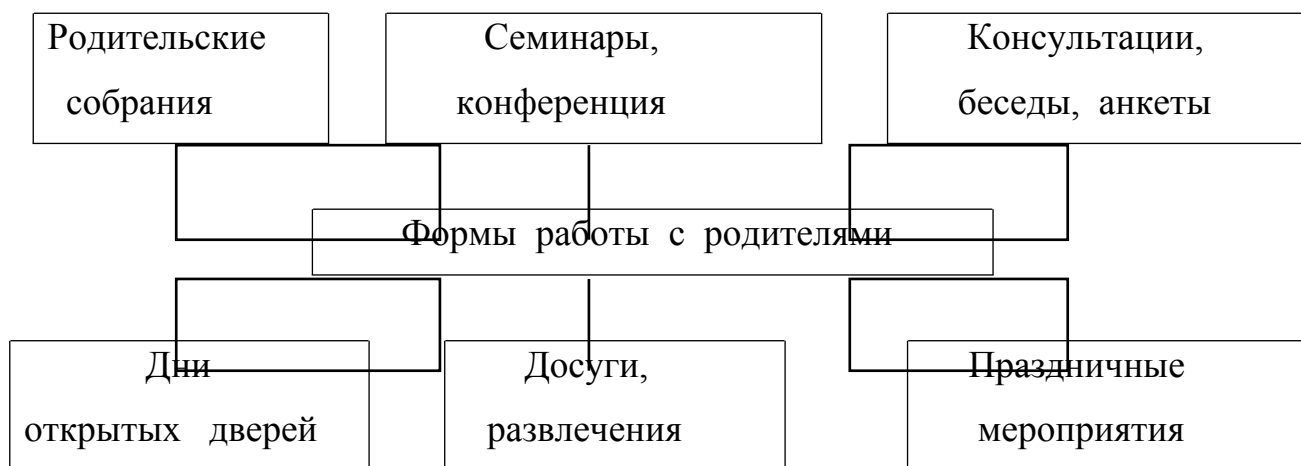 Родительские
собрания
Семинары,
конференция
Консультации,
беседы, анкеты
Формы работы с родителями
Дни
открытых дверей
Досуги,
развлечения
Праздничные
мероприятия